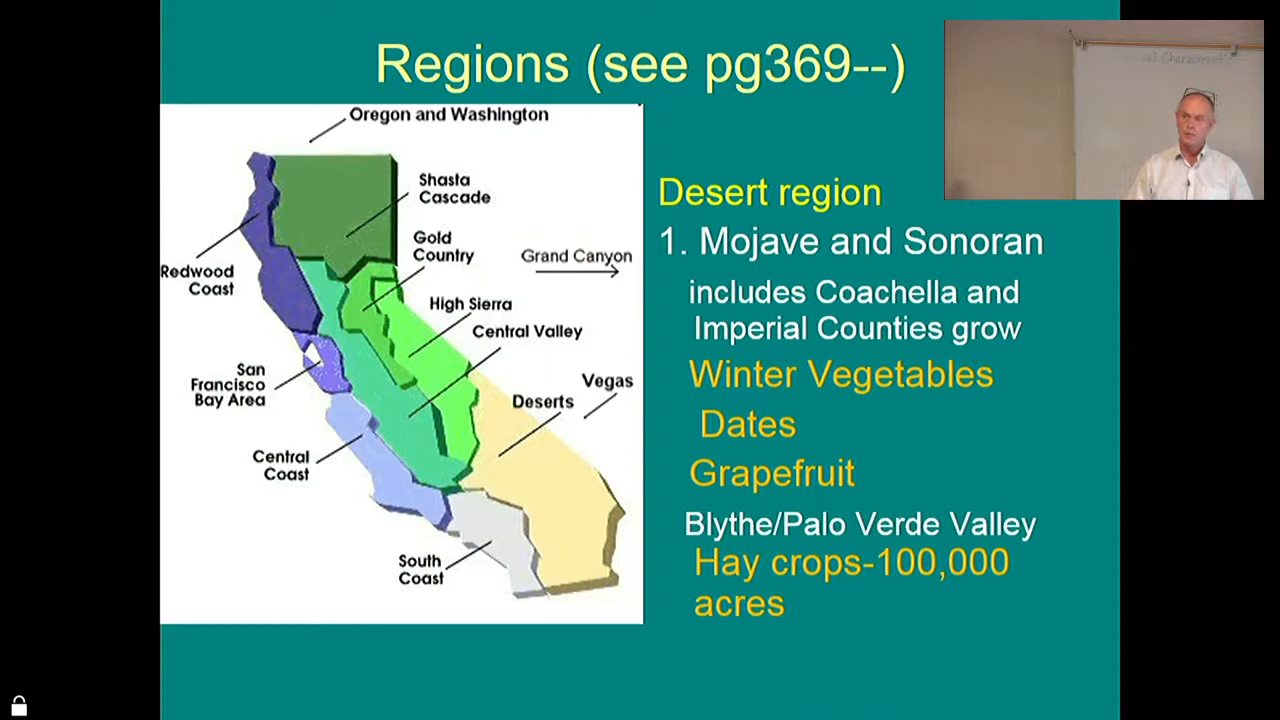 Regions (see pg369--)
Oregon and Washington
Shasta
Cascade
Gold
Country
Grand Canyon
Redwood
Coast
High Sierra
Central Valley
San
Francisco
Bay Area
Vegas
Deserts
Central
Coast
South
Coast
Desert region
1. Mojave and Sonoran
includes Coachella and
Imperial Counties grow
Winter Vegetables
Dates
Grapefruit
Blythe/Palo Verde Valley
Hay crops-100,000
acres